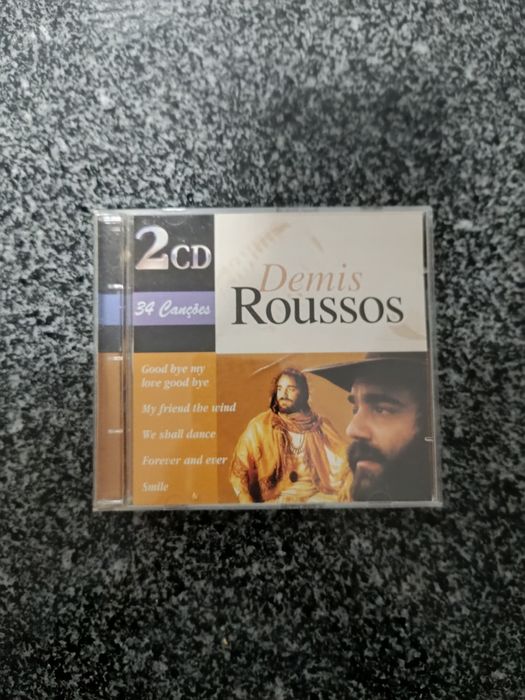 2CD
34 Canções
Demis
Roussos
Good bye my
love good bye
My friend the wind
We shall dance
Forever and ever
Smile